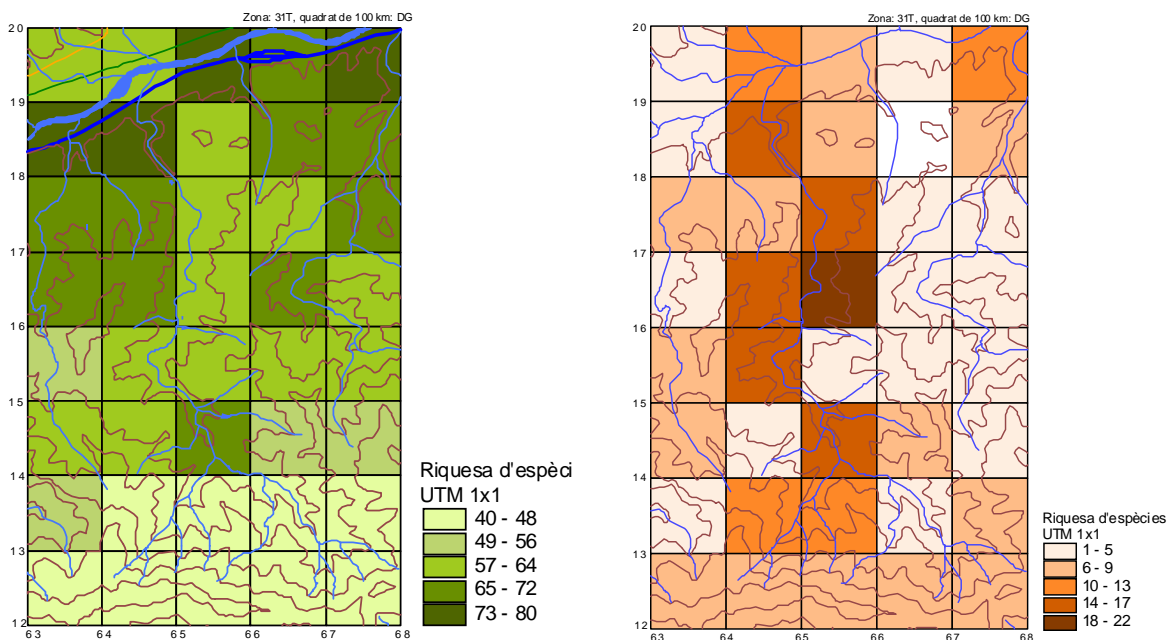 Zona: 31T, quadrat de 100 km: DG
20
19
18
17
16
15
14
13
12
63 64 65 66 67 68
Riquesa d'espèci
UTM 1x1
40 - 48
49 - 56
57 - 64
65 - 72
73 - 80
Zona: 31T, quadrat de 100 km: DG
20
19
18
17
16
15
14
13
12
63 64 65 66 67 68
Riquesa d'espècies
UTM 1x1
1 - 5
6 - 9
10 - 13
14 - 17
18 - 22